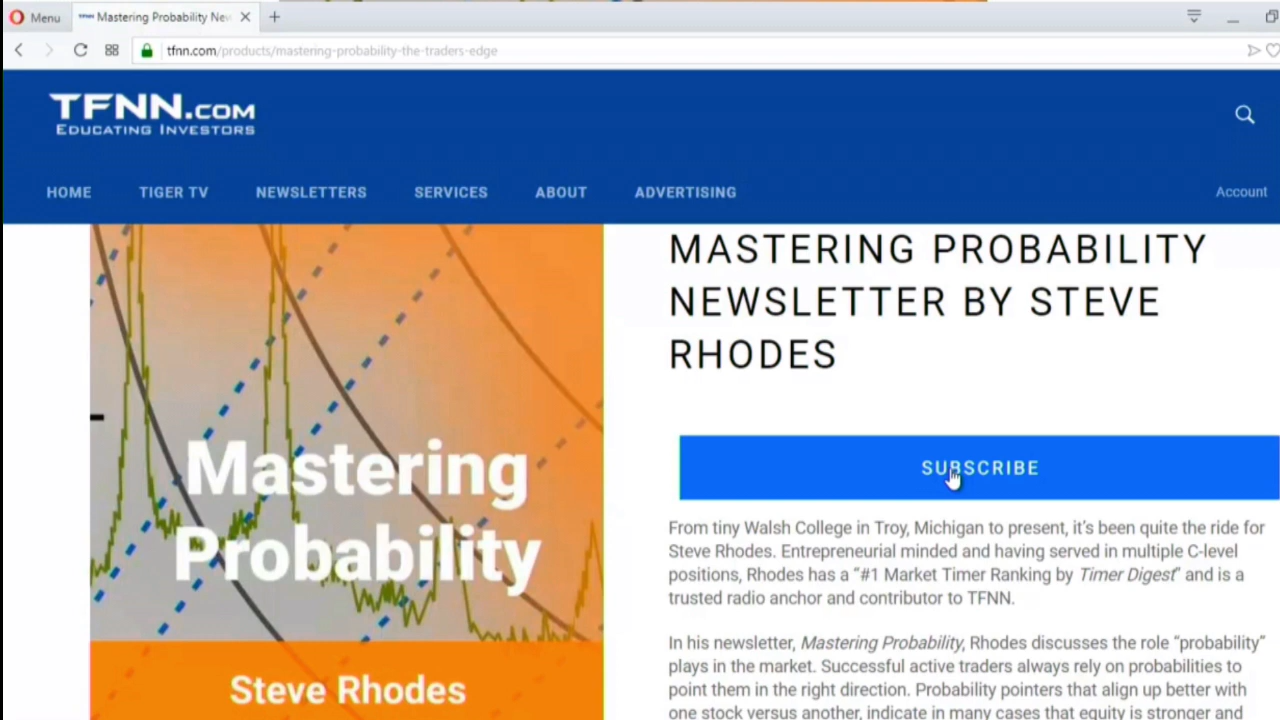 Menu
TFNN Mastering Probability New
tfnn.com/products/mastering-probability-the-traders-edge
TFNN.COM
EDUCATING INVESTORS
HOME TIGER TV NEWSLETTERS SERVICES ABOUT ADVERTISING Account
MASTERING PROBABILITY
NEWSLETTER BY STEVE
RHODES
Mastering
Probability
Steve Rhodes
SUBSCRIBE
From tiny Walsh College in Troy, Michigan to present, it's been quite the ride for
Steve Rhodes. Entrepreneurial minded and having served in multiple C-level
positions, Rhodes has a “#1 Market Timer Ranking by Timer Digest” and is a
trusted radio anchor and contributor to TFNN.
In his newsletter, Mastering Probability, Rhodes discusses the role “probability”
plays in the market. Successful active traders always rely on probabilities to
point them in the right direction. Probability pointers that align up better with
one stock versus another, indicate in many cases that equity is stronger and